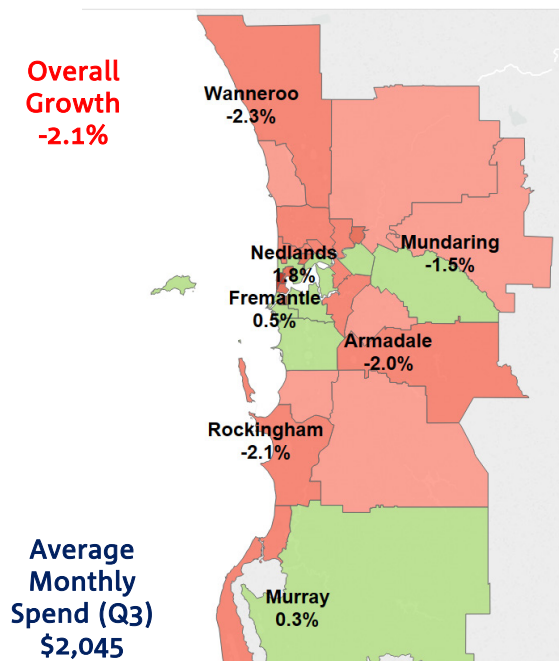 Overall
Growth
-2.1%
Wanneroo
-2.3%
Nedlands
1.8%
Mundaring
-1.5%
Fremantle
0.5%
Armadale
-2.0%
Rockingham
-2.1%
Average
Monthly
Spend (Q3)
$2,045
Murray
0.3%